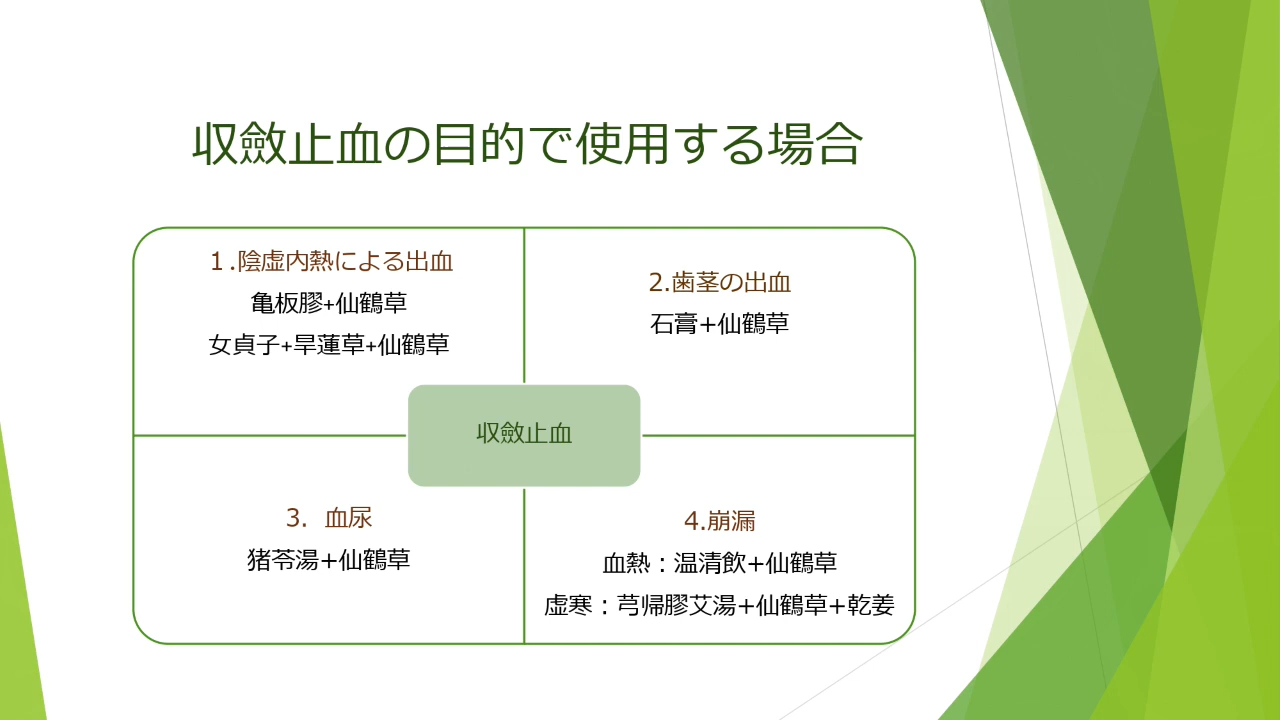 収斂止血の目的で使用する場合
１.陰虚内熱による出血
亀板膠+仙鶴草
女貞子+旱蓮草+仙鶴草
2.歯茎の出血
石膏+仙鶴草
収斂止血
3．血尿
猪苓湯+仙鶴草
4.崩漏
血熱：温清飲+仙鶴草
虚寒：芎帰膠艾湯+仙鶴草+乾姜